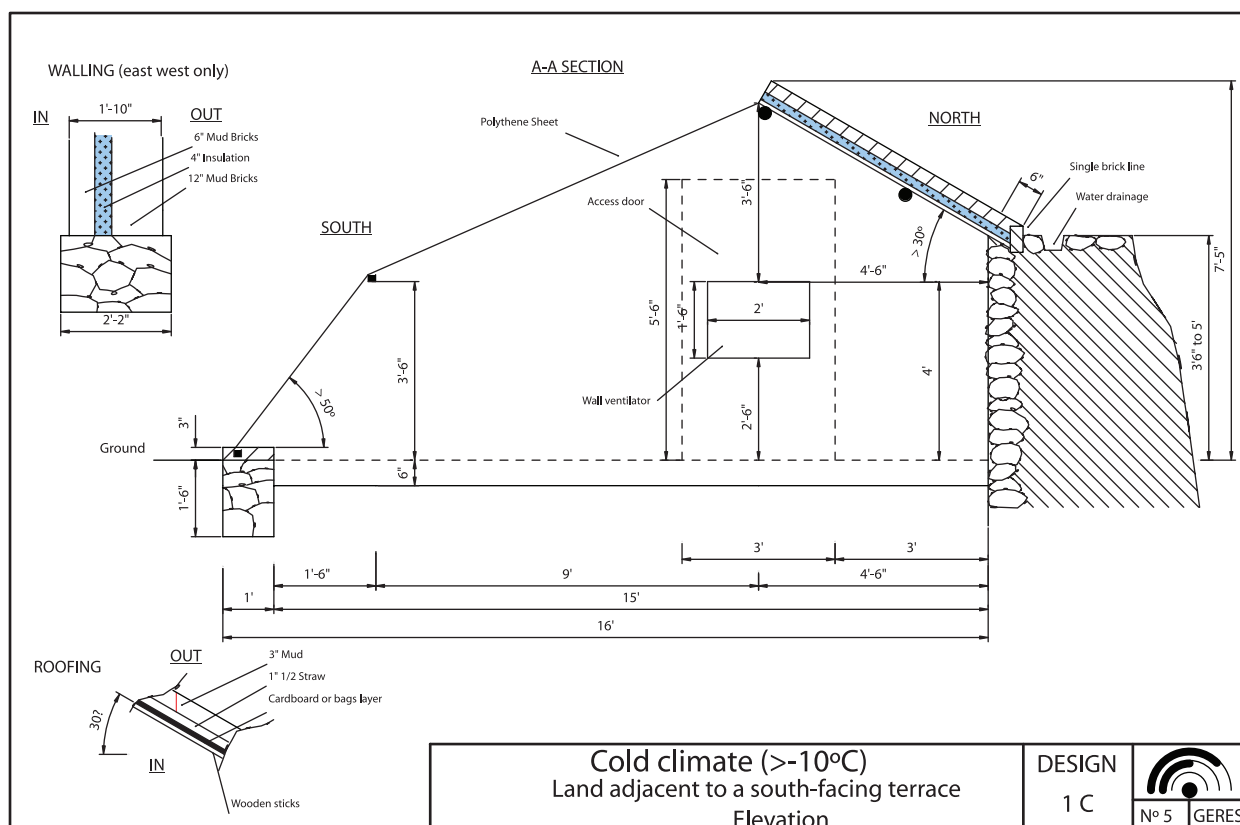 WALLING (east west only)
1'-10"
IN
OUT
6" Mud Bricks
4" Insulation
12" Mud Bricks
2'-2"
A-A SECTION
Polythene Sheet
NORTH
SOUTH
Access door
3'-6"
Single brick line
6"
Water drainage
> 30º
4'-6"
7'-5"
5'-6"
1'-6"
2'
3'-6"
3'6" to 5'
4'
> 50º
Wall ventilator
2'-6"
3"
Ground
6"
1'-6"
3'
3'
1'-6"
9'
4'-6"
1'
15'
16'
ROOFING
OUT
3" Mud
1" 1/2 Straw
Cardboard or bags layer
30?
IN
Wooden sticks
Cold climate (>-10ºC)
Land adjacent to a south-facing terrace
Elevation
DESIGN
1 C
Nº 5
GERES